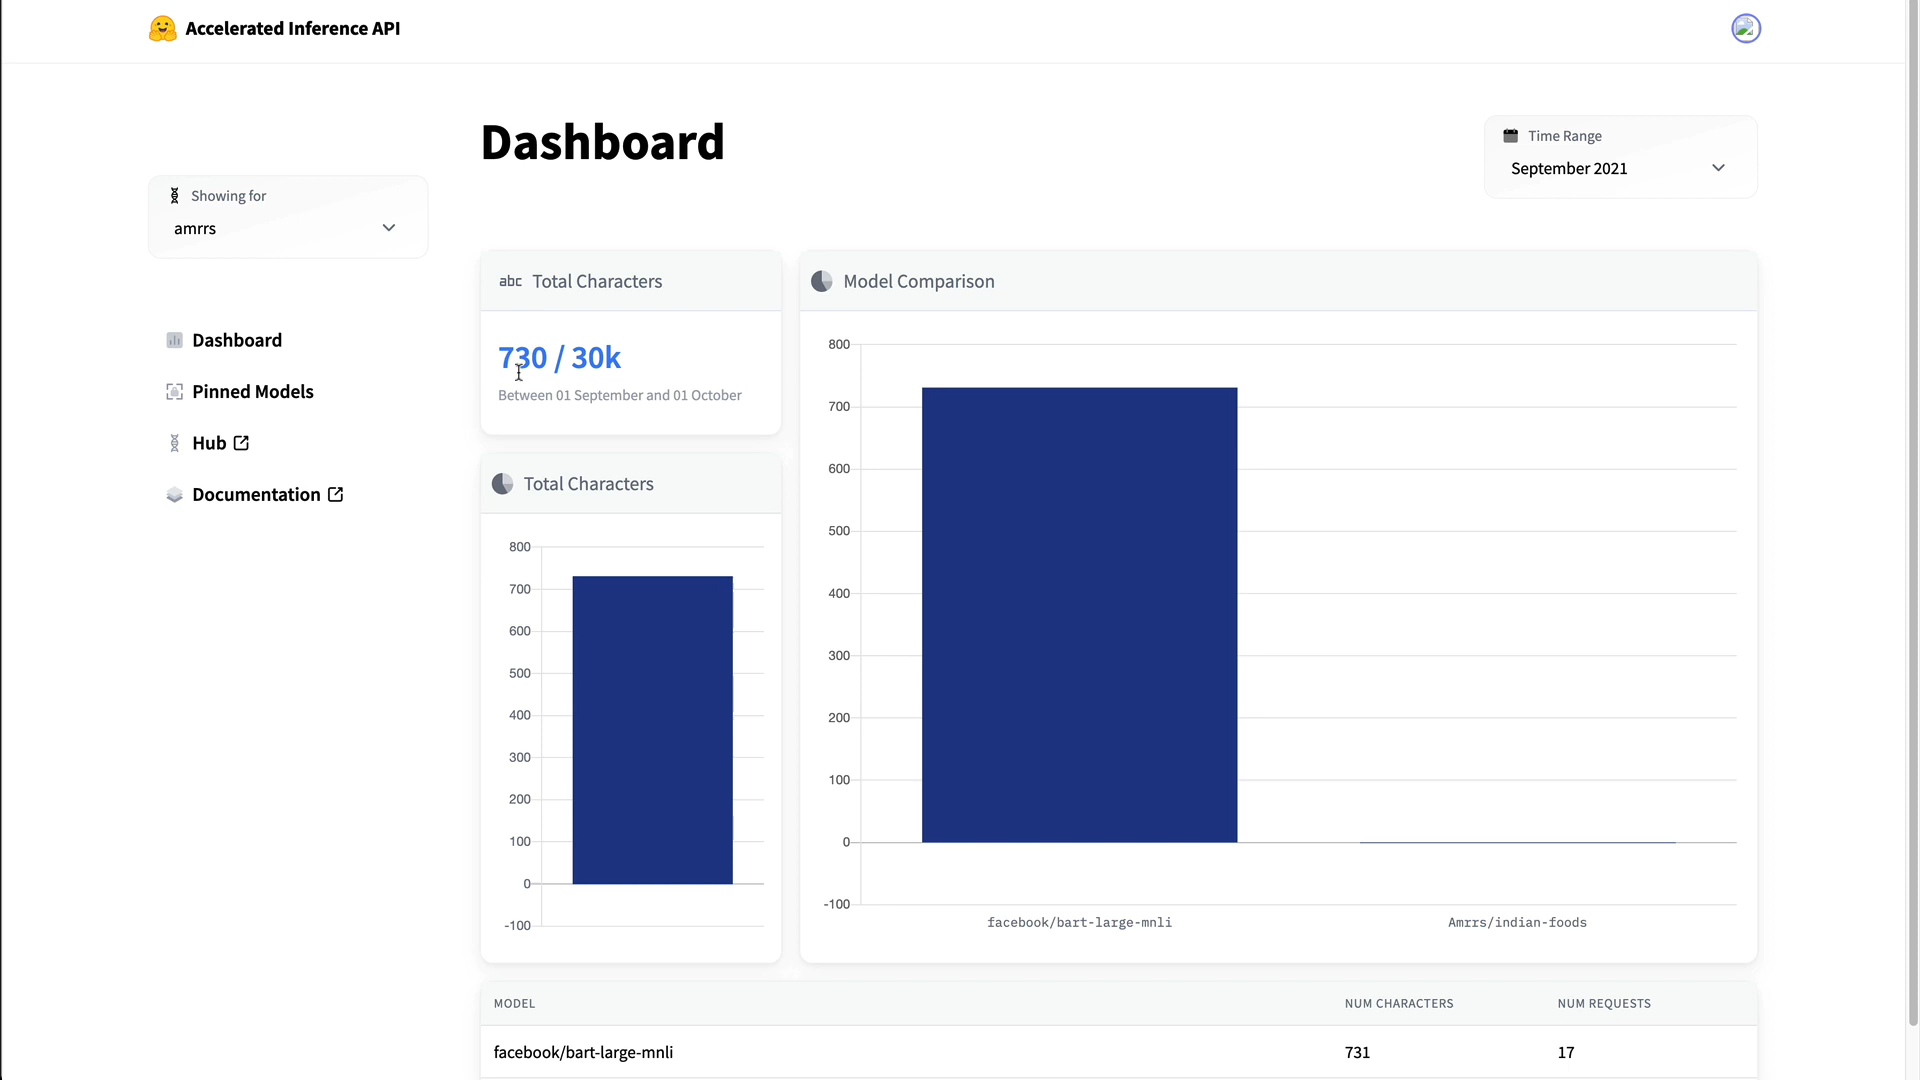 Accelerated Inference API
Dashboard
Time Range
September 2021
Showing for
amrrs
Dashboard
Pinned Models
Hub
Documentation
abc Total Characters
730 / 30k
Between 01 September and 01 October
Total Characters
800
700
600
500
400
300
200
100
0
-100
Model Comparison
800
700
600
500
400
300
200
100
0
-100
facebook/bart-large-mnli Amrrs/indian-foods
MODEL NUM CHARACTERS NUM REQUESTS
facebook/bart-large-mnli 731 17